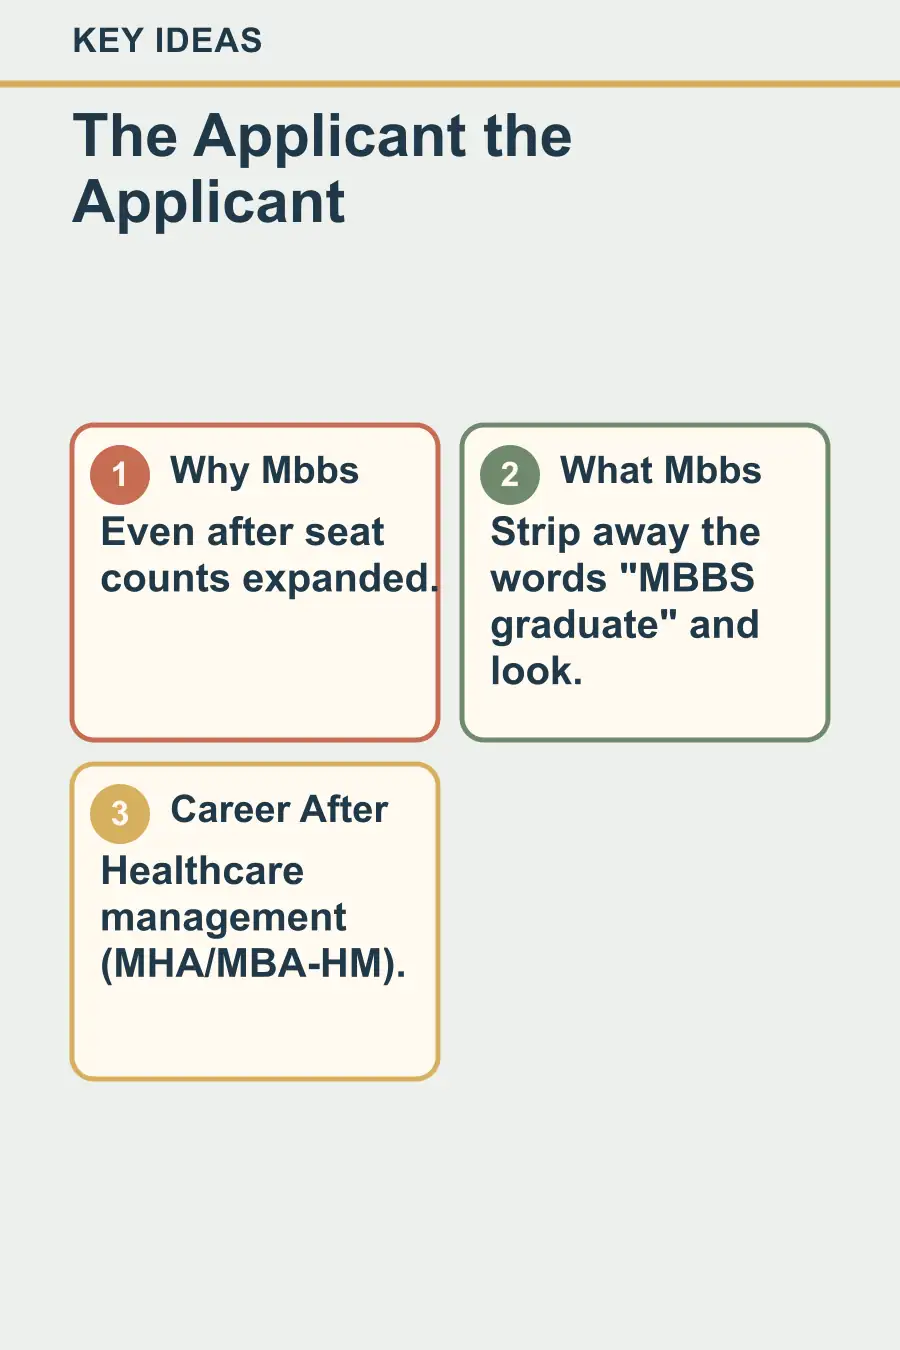 KEY IDEAS
The Applicant the
Applicant
1 Why Mbbs
Even after seat
counts expanded.
2 What Mbbs
Strip away the
words "MBBS
graduate" and
look.
3 Career After
Healthcare
management
(MHA/MBA-HM).